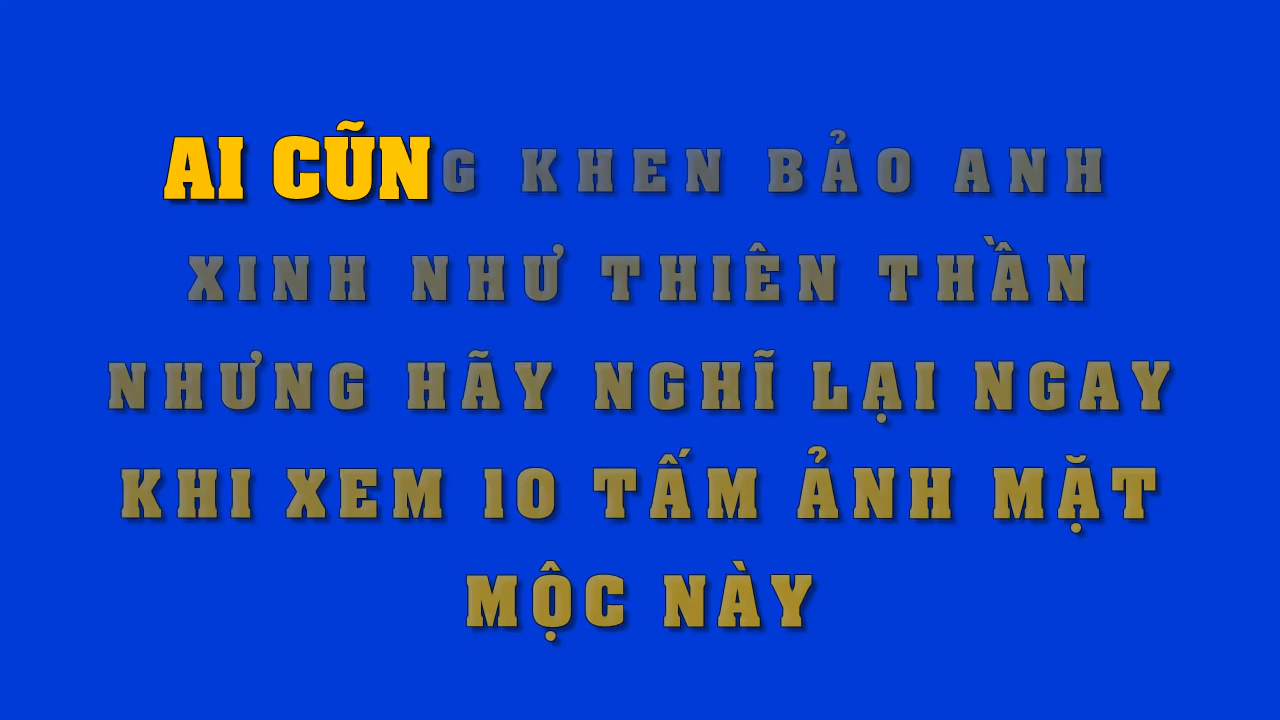 AI CŨNG KHEN BẢO ANH
XINH NHƯ THIÊN THẦN
NHƯNG HÃY NGHĨ LẠI NGAY
KHI XEM 10 TẤM ẢNH MẶT
MỘC NÀY